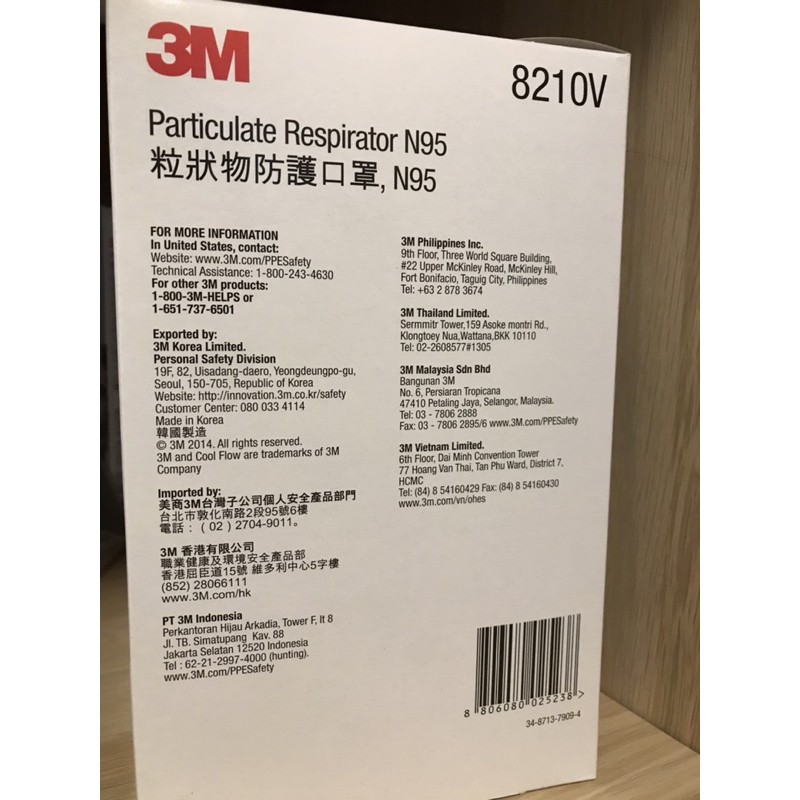 3M
8210V
Particulate Respirator N95
粒狀物防護口罩, N95
FOR MORE INFORMATION
In United States, contact:
Website: www.3M.com/PPESafety
Technical Assistance: 1-800-243-4630
For other 3M products:
1-800-3M-HELPS or
1-651-737-6501
Exported by:
3M Korea Limited.
Personal Safety Division
19F, 82, Uisadang-daero, Yeongdeungpo-gu,
Seoul, 150-705, Republic of Korea
Website: http://innovation.3m.co.kr/safety
Customer Center: 080 033 4114
Made in Korea
韓國製造
© 3M 2014. All rights reserved.
3M and Cool Flow are trademarks of 3M
Company
Imported by:
美商3M台灣子公司個人安全產品部門
台北市敦化南路2段95號6樓
電話：（02）2704-9011。
3M 香港有限公司
職業健康及環境安全產品部
香港屈臣道15號 維多利中心5字樓
(852) 28066111
www.3M.com/hk
PT 3M Indonesia
Perkantoran Hijau Arkadia, Tower F, lt 8
Jl. TB. Simatupang Kav. 88
Jakarta Selatan 12520 Indonesia
Tel : 62-21-2997-4000 (hunting).
www.3M.com/PPESafety
3M Philippines Inc.
9th Floor, Three World Square Building,
#22 Upper McKinley Road, McKinley Hill,
Fort Bonifacio, Taguig City, Philippines
Tel: +63 2 878 3674
3M Thailand Limited.
Sermmitr Tower,159 Asoke montri Rd.,
Klongtoey Nua,Wattana,BKK 10110
Tel: 02-2608577#1305
3M Malaysia Sdn Bhd
Bangunan 3M
No. 6, Persiaran Tropicana
47410 Petaling Jaya, Selangor, Malaysia.
Tel: 03 - 7806 2888
Fax: 03 - 7806 2895/6 www.3M.com/PPESafety
3M Vietnam Limited.
6th Floor, Dai Minh Convention Tower
77 Hoang Van Thai, Tan Phu Ward, District 7,
HCMC
Tel: (84) 8 54160429 Fax: (84) 8 54160430
www.3m.com/vn/ohes
8 806080 025238 >
34-8713-7909-4